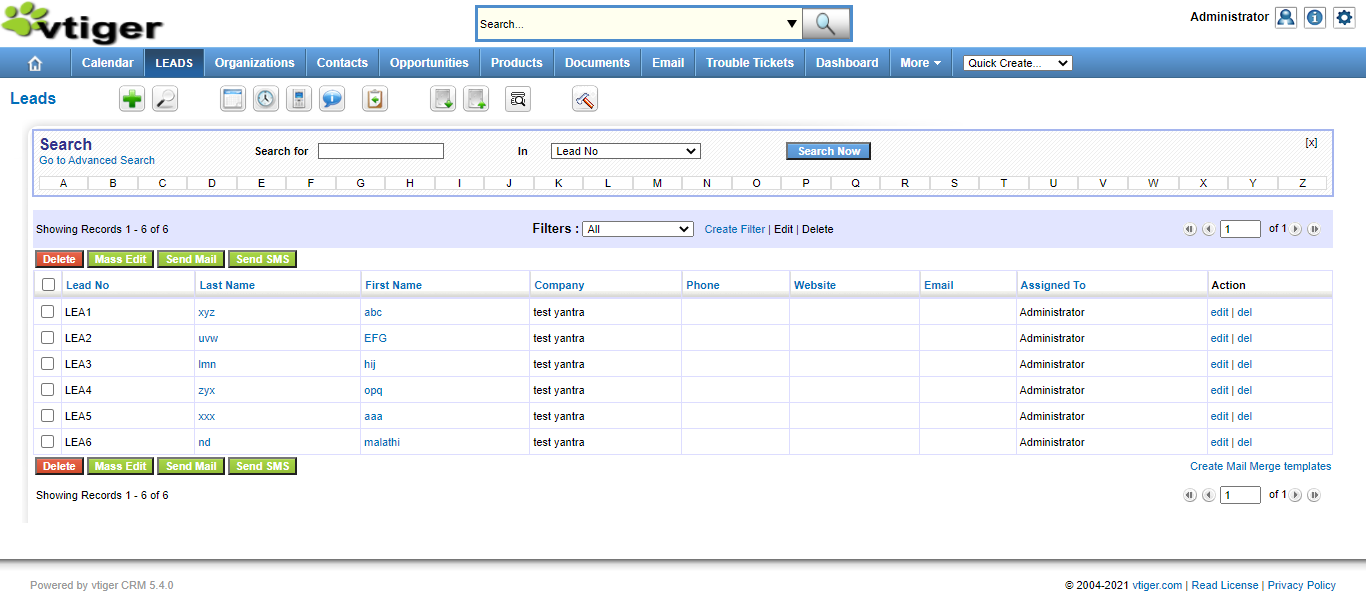 vtiger
Search...
Administrator
Calendar LEADS Organizations Contacts Opportunities Products Documents Email Trouble Tickets Dashboard More Quick Create...
Leads
Search
Go to Advanced Search
Search for In Lead No Search Now [x]
A B C D E F G H I J K L M N O P Q R S T U V W X Y Z
Showing Records 1 - 6 of 6 Filters : All Create Filter | Edit | Delete 1 of 1
Delete Mass Edit Send Mail Send SMS
Lead No Last Name First Name Company Phone Website Email Assigned To Action
LEA1 xyz abc test yantra Administrator edit | del
LEA2 uvw EFG test yantra Administrator edit | del
LEA3 lmn hij test yantra Administrator edit | del
LEA4 zyx opq test yantra Administrator edit | del
LEA5 xxx aaa test yantra Administrator edit | del
LEA6 nd malathi test yantra Administrator edit | del
Delete Mass Edit Send Mail Send SMS Create Mail Merge templates
Showing Records 1 - 6 of 6 1 of 1
Powered by vtiger CRM 5.4.0 © 2004-2021 vtiger.com | Read License | Privacy Policy